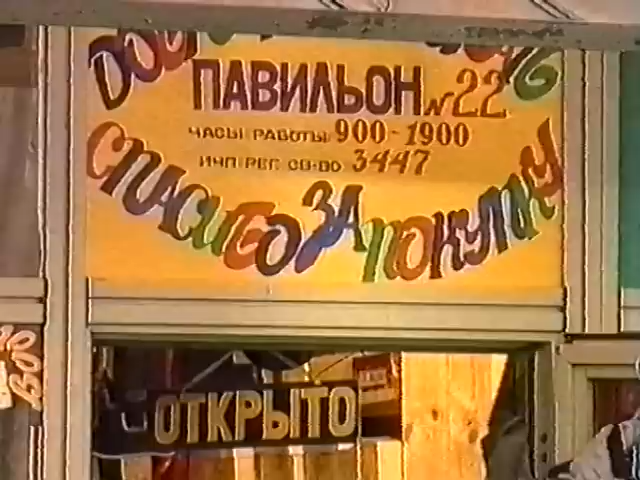 ПАВИЛЬОН №22
ЧАСЫ РАБОТЫ: 900-1900
ИЧП РЕГ. СВ-ВО 3447
СПАСИБО ЗА ПОКУПКУ
ОТКРЫТО